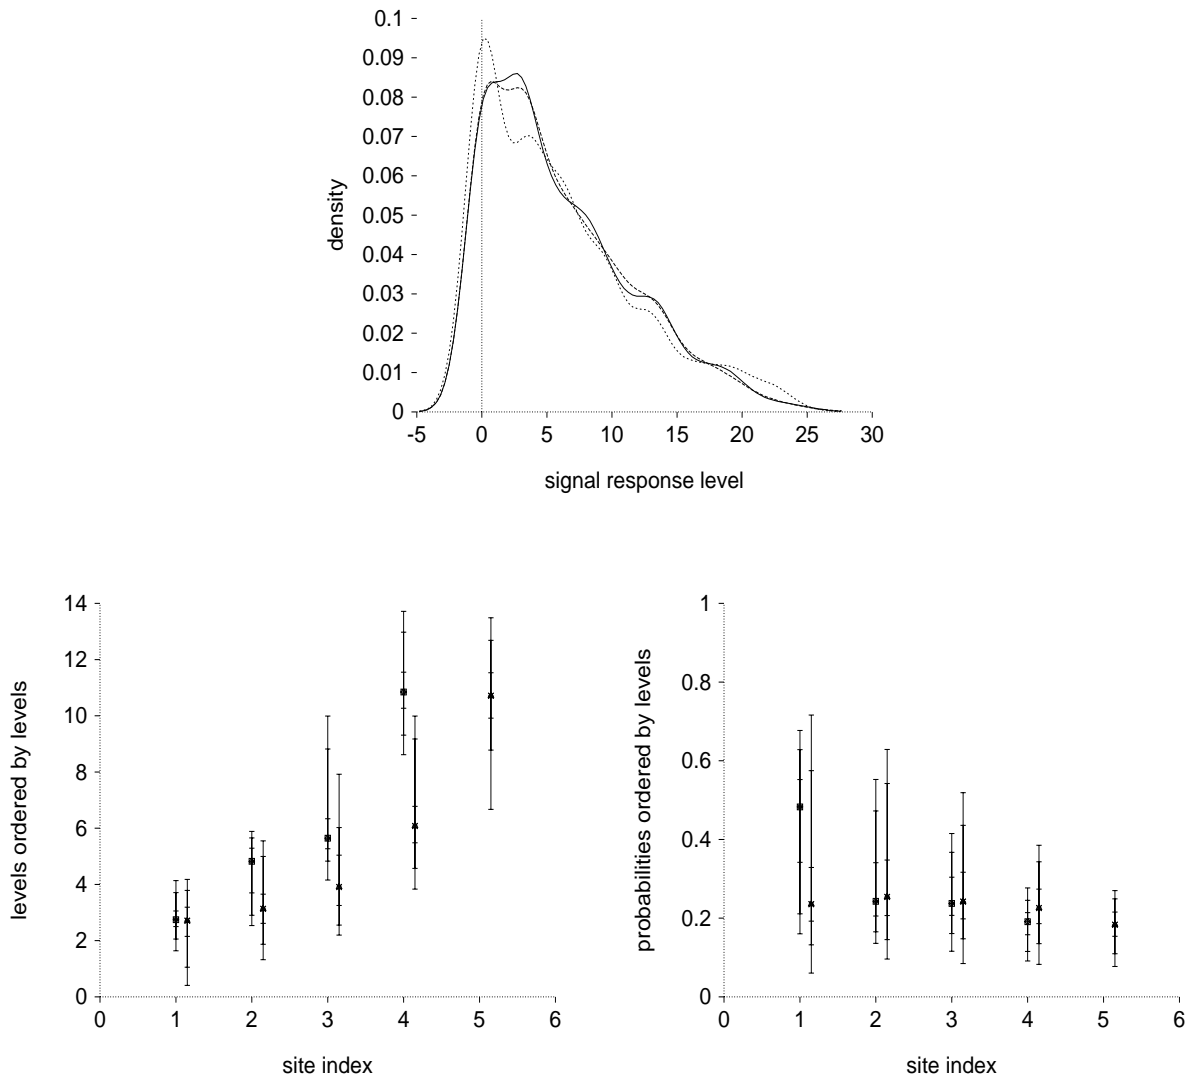 0.1
0.09
0.08
0.07
0.06
0.05
0.04
0.03
0.02
0.01
0
density
-5 0 5 10 15 20 25 30
signal response level
14
12
10
8
6
4
2
0
levels ordered by levels
0 1 2 3 4 5 6
site index
1
0.8
0.6
0.4
0.2
0
probabilities ordered by levels
0 1 2 3 4 5 6
site index